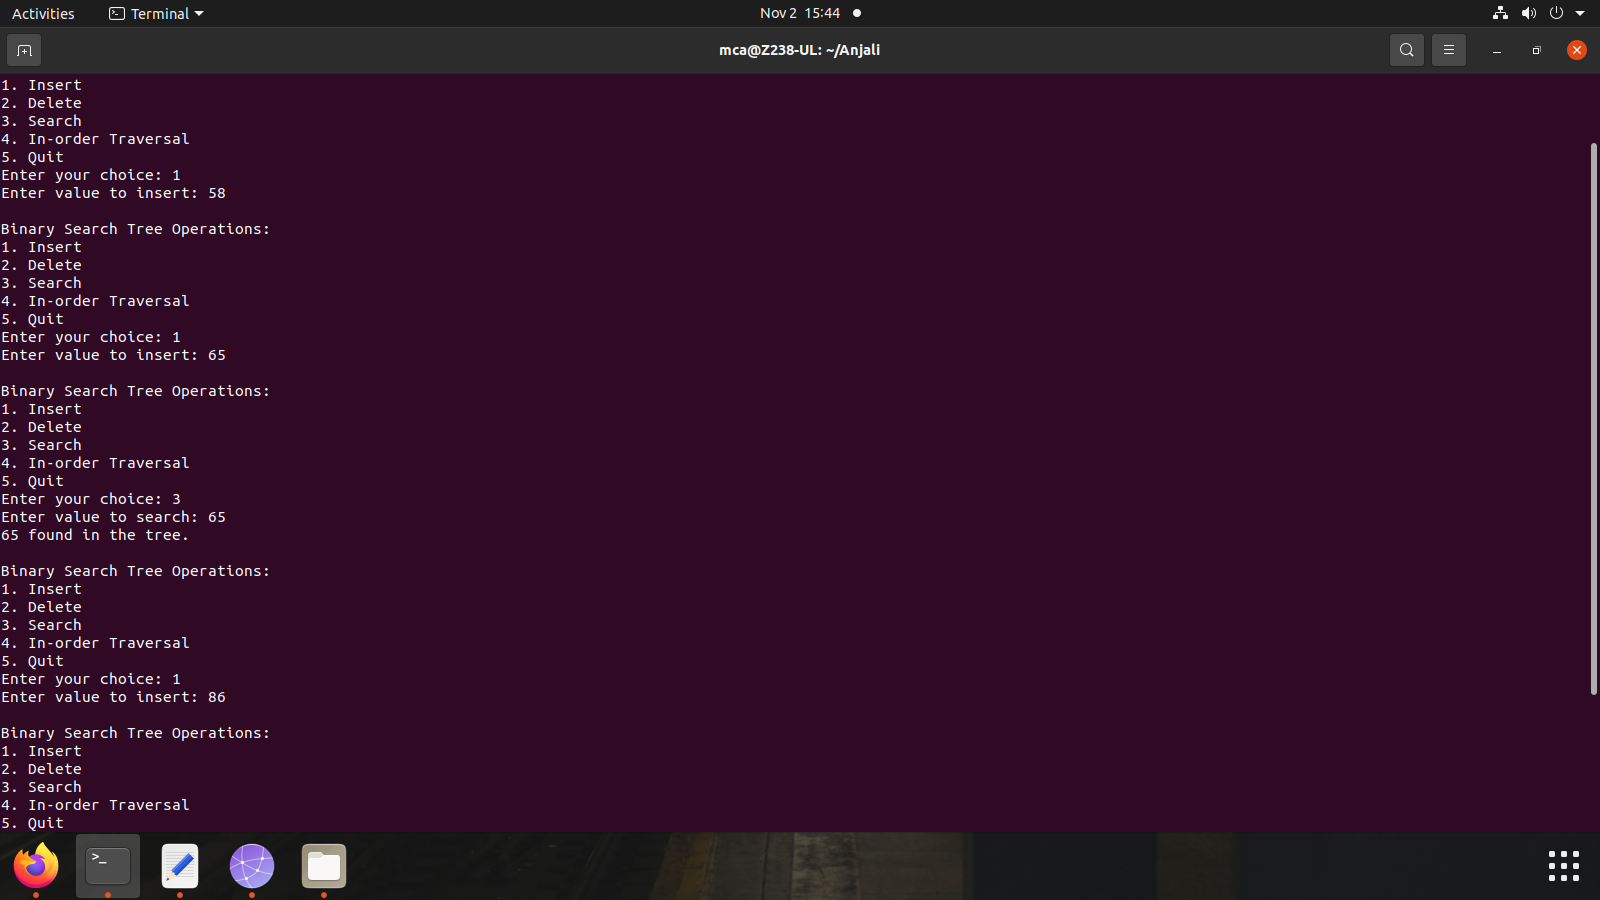 Activities
Terminal
Nov 2 15:44
mca@Z238-UL: ~/Anjali
1. Insert
2. Delete
3. Search
4. In-order Traversal
5. Quit
Enter your choice: 1
Enter value to insert: 58
Binary Search Tree Operations:
1. Insert
2. Delete
3. Search
4. In-order Traversal
5. Quit
Enter your choice: 1
Enter value to insert: 65
Binary Search Tree Operations:
1. Insert
2. Delete
3. Search
4. In-order Traversal
5. Quit
Enter your choice: 3
Enter value to search: 65
65 found in the tree.
Binary Search Tree Operations:
1. Insert
2. Delete
3. Search
4. In-order Traversal
5. Quit
Enter your choice: 1
Enter value to insert: 86
Binary Search Tree Operations:
1. Insert
2. Delete
3. Search
4. In-order Traversal
5. Quit
>_